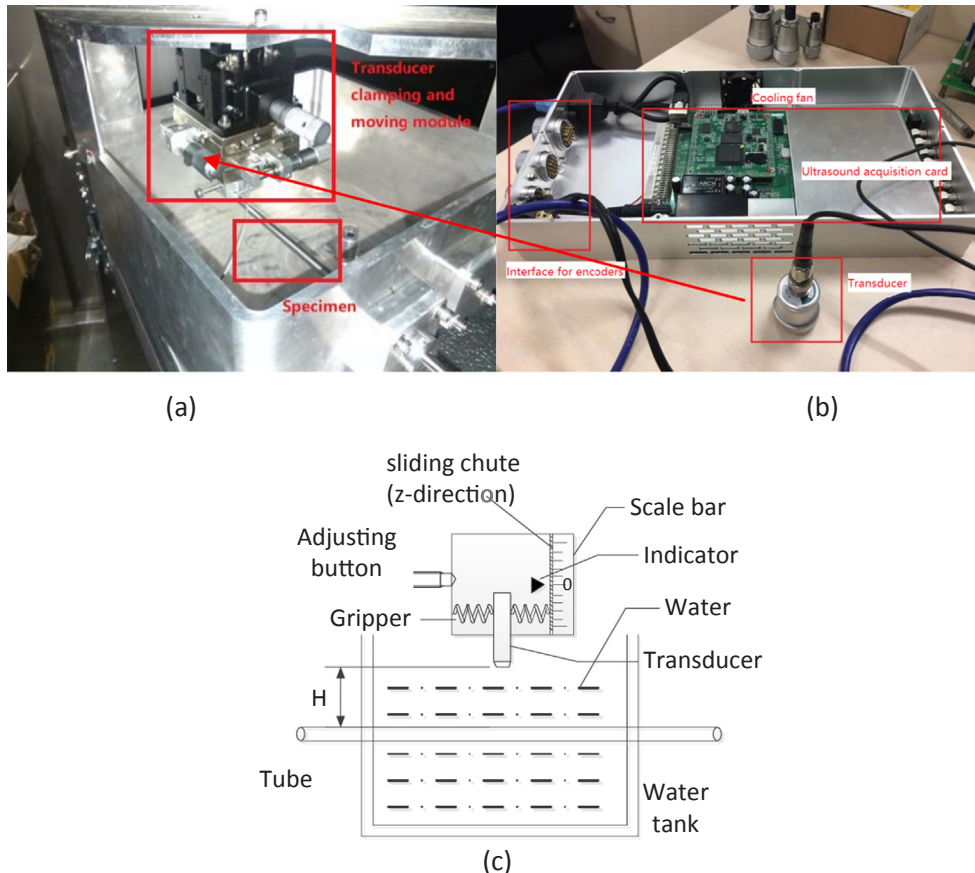 Transducer
clamping and
moving module
Specimen
Cooling fan
Ultrasound acquisition card
Interface for encoders
Transducer
(a)
(b)
sliding chute
(z-direction)
Scale bar
Adjusting
button
Indicator
0
Gripper
Water
Transducer
H
Tube
Water
tank
(c)